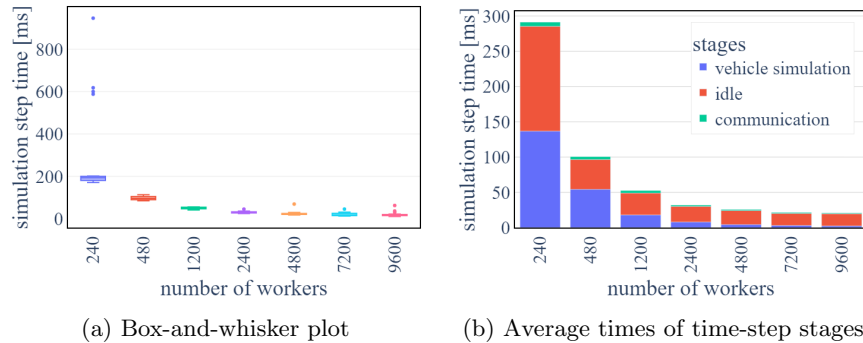 simulation step time [ms]
800
600
400
200
0
240
480
1200
2400
4800
7200
9600
number of workers
(a) Box-and-whisker plot
simulation step time [ms]
300
250
200
150
100
50
0
stages
vehicle simulation
idle
communication
240
480
1200
2400
4800
7200
9600
number of workers
(b) Average times of time-step stages